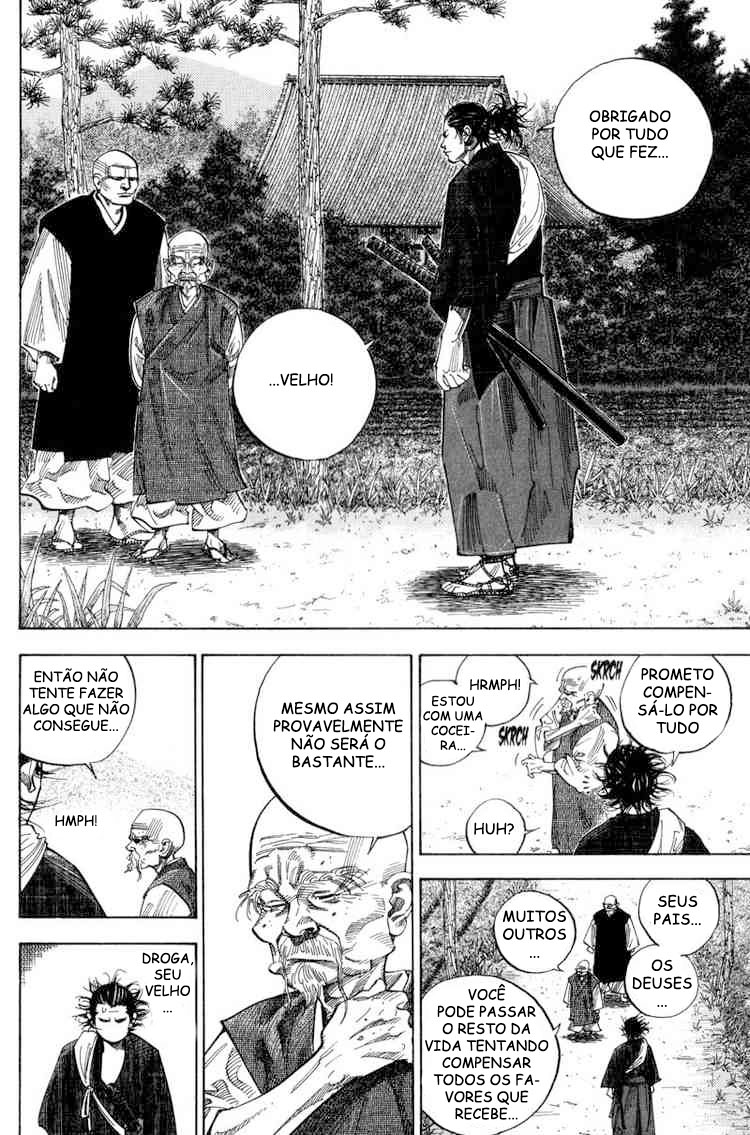 OBRIGADO
POR TUDO
QUE FEZ...
...VELHO!
PROMETO
COMPEN-
SÁ-LO POR
TUDO
SKRCH
SKRCH
HRMPH!
ESTOU
COM UMA
COCEI-
RA...
HUH?
SEUS
PAIS...
OS
DEUSES...
MUITOS
OUTROS
...
VOCÊ
PODE PASSAR
O RESTO DA
VIDA TENTANDO
COMPENSAR
TODOS OS FA-
VORES QUE
RECEBE...
MESMO ASSIM
PROVAVELMENTE
NÃO SERÁ O
BASTANTE...
ENTÃO NÃO
TENTE FAZER
ALGO QUE NÃO
CONSEGUE...
HMPH!
DROGA,
SEU
VELHO
...